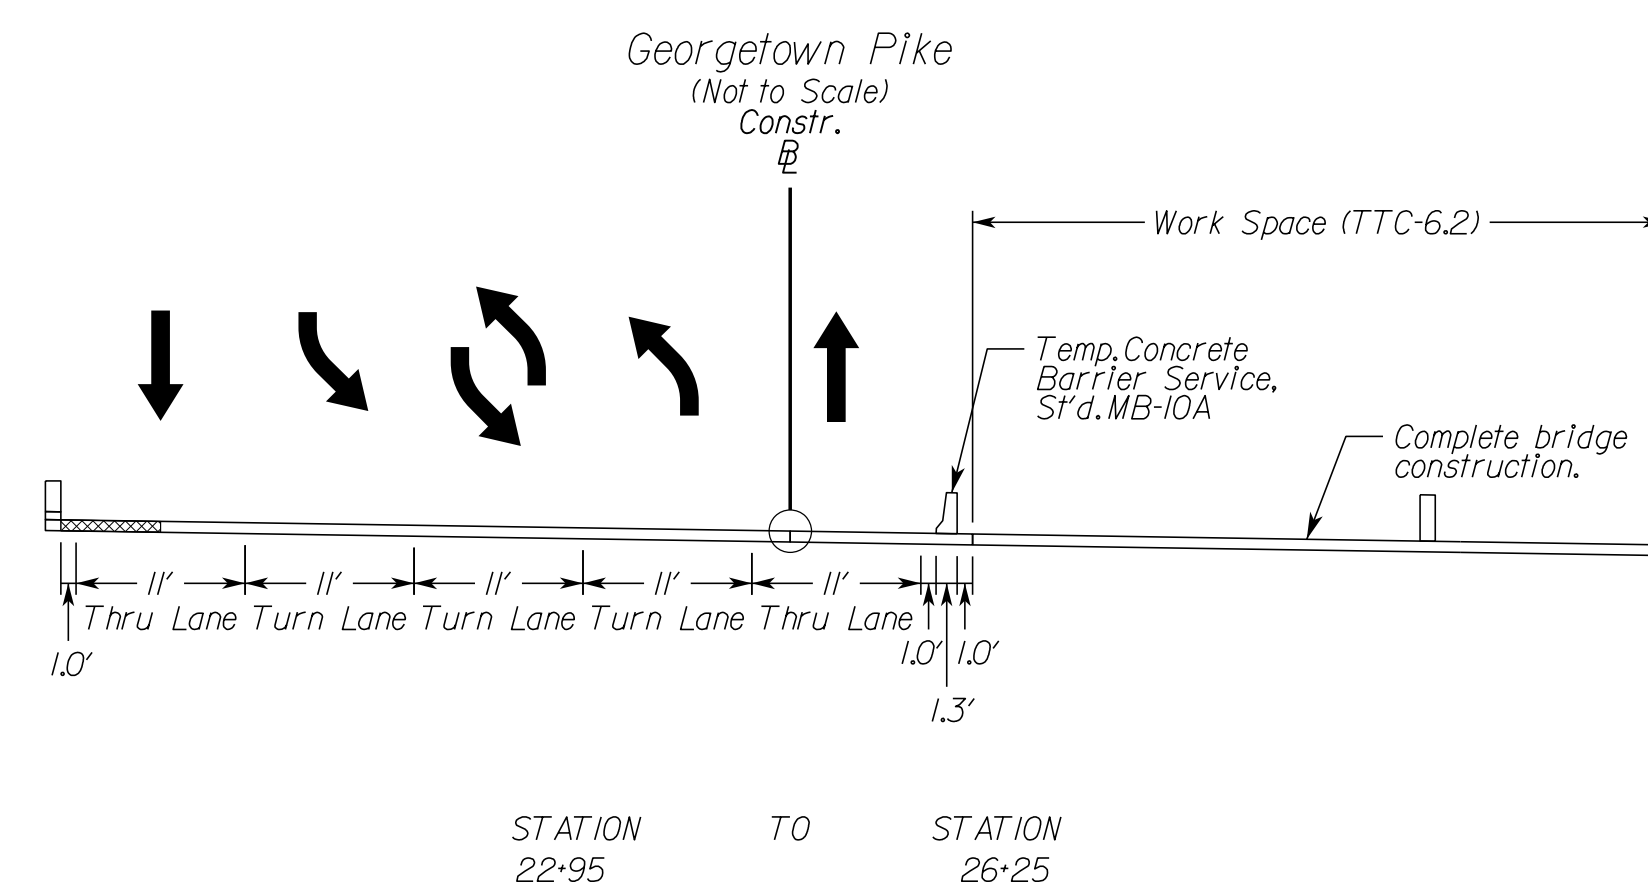 Georgetown Pike
(Not to Scale)
Constr.
BL
Work Space (TTC-6.2)
Temp. Concrete
Barrier Service,
St'd. MB-10A
Complete bridge
construction.
11' 11' 11' 11' 11'
Thru Lane Turn Lane Turn Lane Turn Lane Thru Lane
1.0' 1.0' 1.0'
1.3'
STATION TO STATION
22+95 26+25